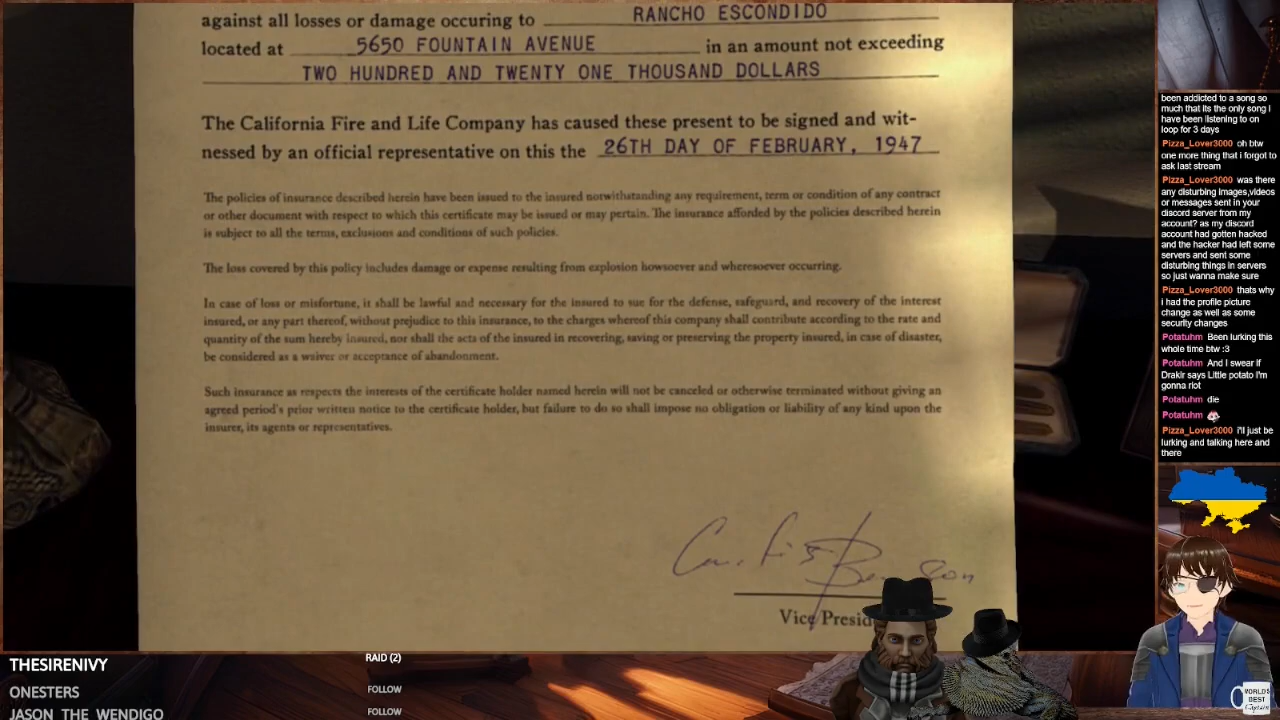 against all losses or damage occuring to RANCHO ESCONDIDO
located at 5650 FOUNTAIN AVENUE in an amount not exceeding
TWO HUNDRED AND TWENTY ONE THOUSAND DOLLARS
The California Fire and Life Company has caused these present to be signed and wit-
nessed by an official representative on this the 26TH DAY OF FEBRUARY, 1947
The policies of insurance described herein have been issued to the insured notwithstanding any requirement, term or condition of any contract
or other document with respect to which this certificate may be issued or may pertain. The insurance afforded by the policies described herein
is subject to all the terms, exclusions and conditions of such policies.
The loss covered by this policy includes damage or expense resulting from explosion howsoever and wheresoever occurring.
In case of loss or misfortune, it shall be lawful and necessary for the insured to sue for the defense, safeguard, and recovery of the interest
insured, or any part thereof, without prejudice to this insurance, to the charges whereof this company shall contribute according to the rate and
quantity of the sum hereby insured, nor shall the acts of the insured in recovering, saving or preserving the property insured, in case of disaster,
be considered as a waiver or acceptance of abandonment.
Such insurance as respects the interests of the certificate holder named herein will not be canceled or otherwise terminated without giving an
agreed period's prior written notice to the certificate holder, but failure to do so shall impose no obligation or liability of any kind upon the
insurer, its agents or representatives.
Curtis Benson
Vice Presid
been addicted to a song so
much that its the only song I
have been listening to on
loop for 3 days
Pizza_Lover3000 oh btw
one more thing that i forgot to
ask last stream
Pizza_Lover3000 was there
any disturbing images,videos
or messages sent in your
discord server from my
account? as my discord
account had gotten hacked
and the hacker had left some
servers and sent some
disturbing things in servers
so just wanna make sure
Pizza_Lover3000 thats why
i had the profile picture
change as well as some
security changes
Potatuhm Been lurking this
whole time btw :3
Potatuhm And I swear if
Drakir says Little potato I'm
gonna riot
Potatuhm die
Potatuhm
Pizza_Lover3000 i'll just be
lurking and talking here and
there
WORLD'S
BEST
Captain
THESIRENIVY RAID (2)
ONESTERS FOLLOW
JASON_THE_WENDIGO FOLLOW